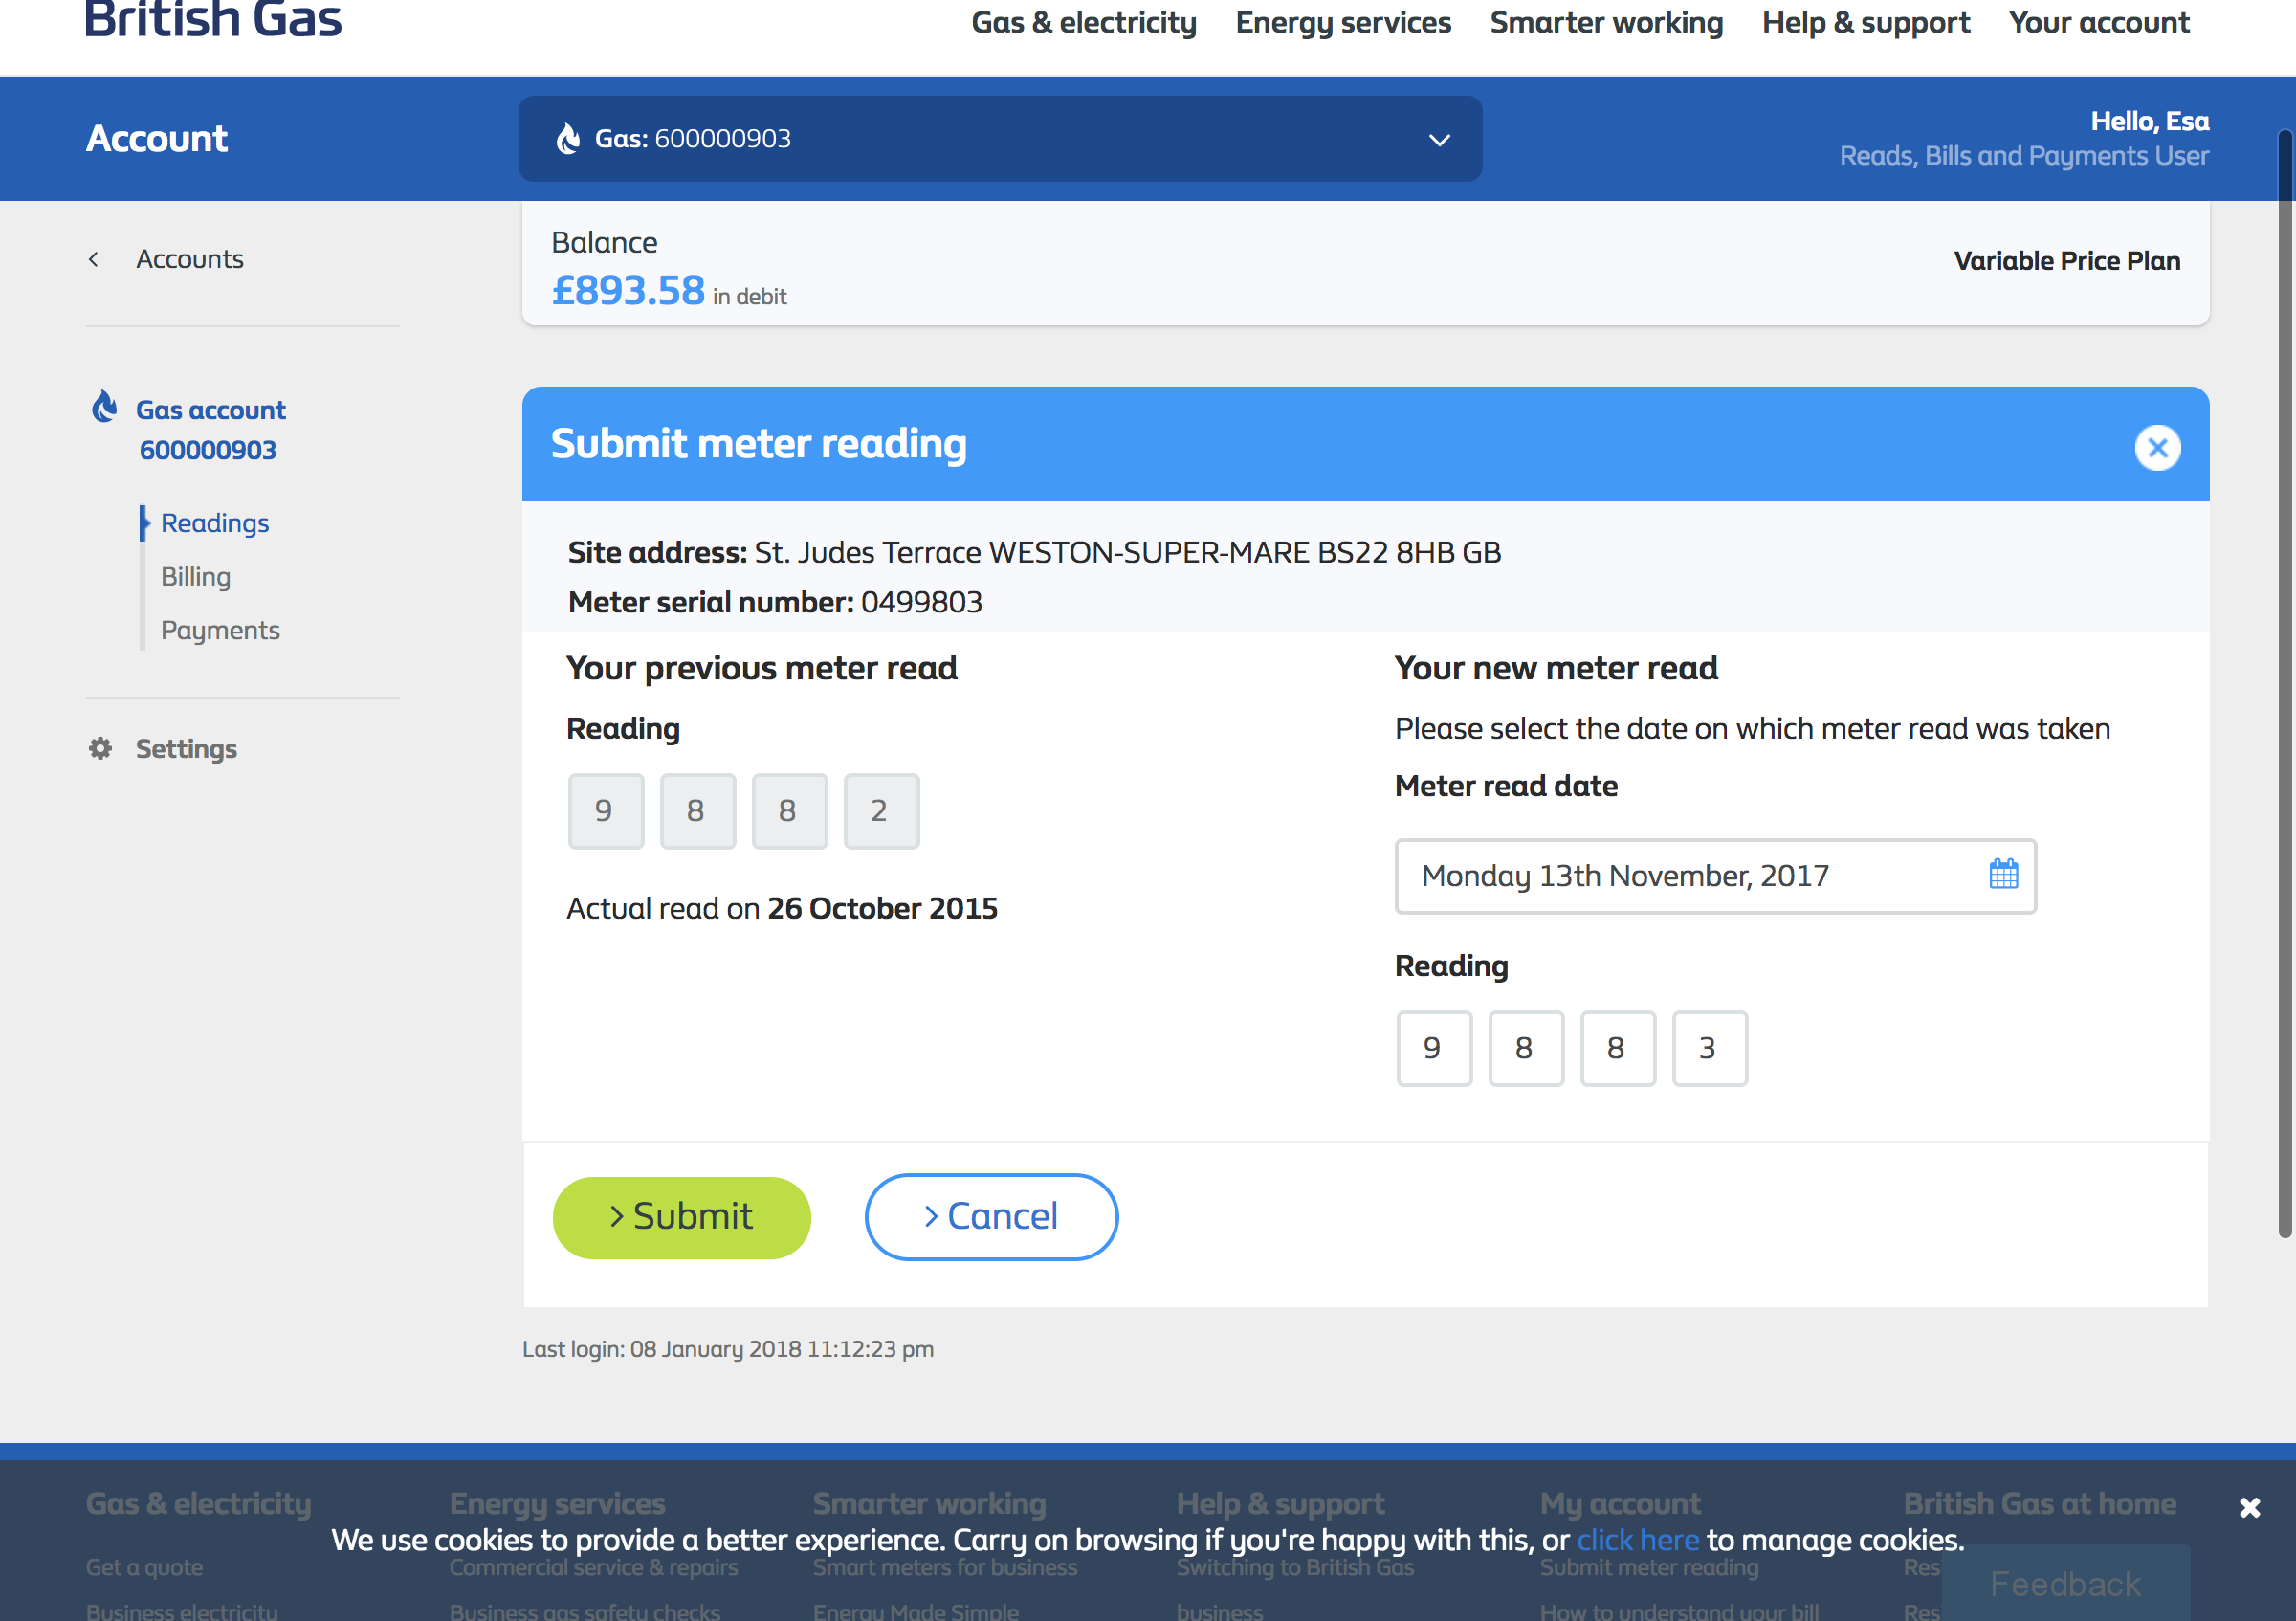 British Gas
Gas & electricity Energy services Smarter working Help & support Your account
Account
Gas: 600000903
Hello, Esa
Reads, Bills and Payments User
Accounts
Balance
£893.58 in debit
Variable Price Plan
Gas account
600000903
Readings
Billing
Payments
Settings
Submit meter reading
Site address: St. Judes Terrace WESTON-SUPER-MARE BS22 8HB GB
Meter serial number: 0499803
Your previous meter read
Reading
9 8 8 2
Actual read on 26 October 2015
Your new meter read
Please select the date on which meter read was taken
Meter read date
Monday 13th November, 2017
Reading
9 8 8 3
Submit
Cancel
Last login: 08 January 2018 11:12:23 pm
Gas & electricity Energy services Smarter working Help & support My account British Gas at home
We use cookies to provide a better experience. Carry on browsing if you're happy with this, or click here to manage cookies.
Get a quote Commercial service & repairs Smart meters for business Switching to British Gas Submit meter reading Res
Feedback
Business electricity Business gas safety checks Energy Made Simple business How to understand your bill Res